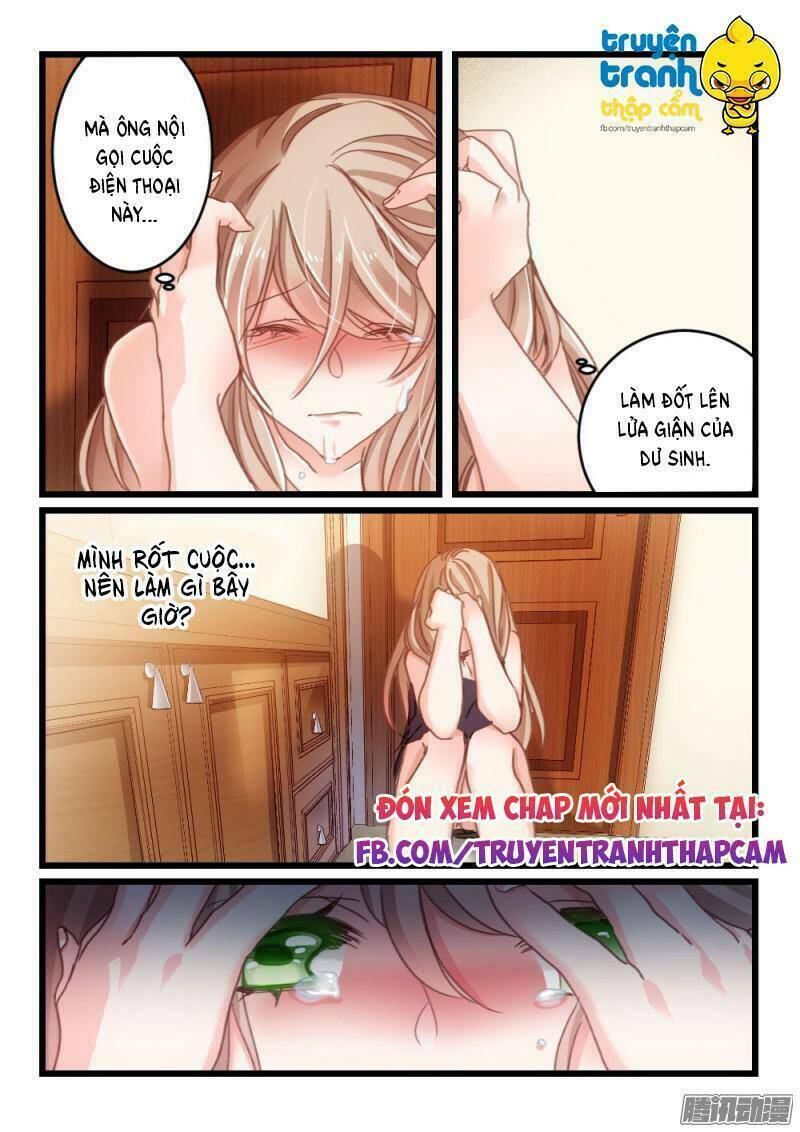 MÀ ÔNG NỘI
GỌI CUỘC
ĐIỆN THOẠI
NÀY...
truyện
tranh
thập cẩm
fb.com/truyentranhthapcam
LÀM ĐỐT LÊN
LỬA GIẬN CỦA
DƯ SINH.
MÌNH RỐT CUỘC...
NÊN LÀM GÌ BÂY
GIỜ?
ĐÓN XEM CHAP MỚI NHẤT TẠI:
FB.COM/TRUYENTRANHTHAPCAM
腾讯动漫